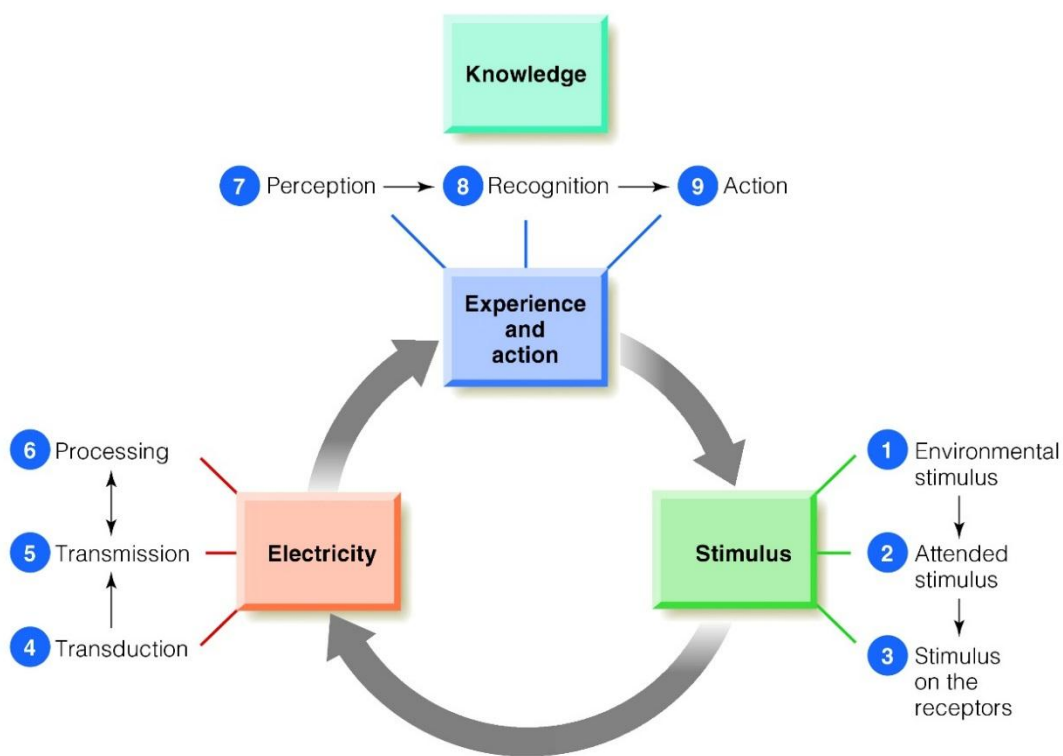 Knowledge
7 Perception
8 Recognition
9 Action
Experience
and
action
6 Processing
5 Transmission
4 Transduction
Electricity
Stimulus
1 Environmental
stimulus
2 Attended
stimulus
3 Stimulus
on the
receptors